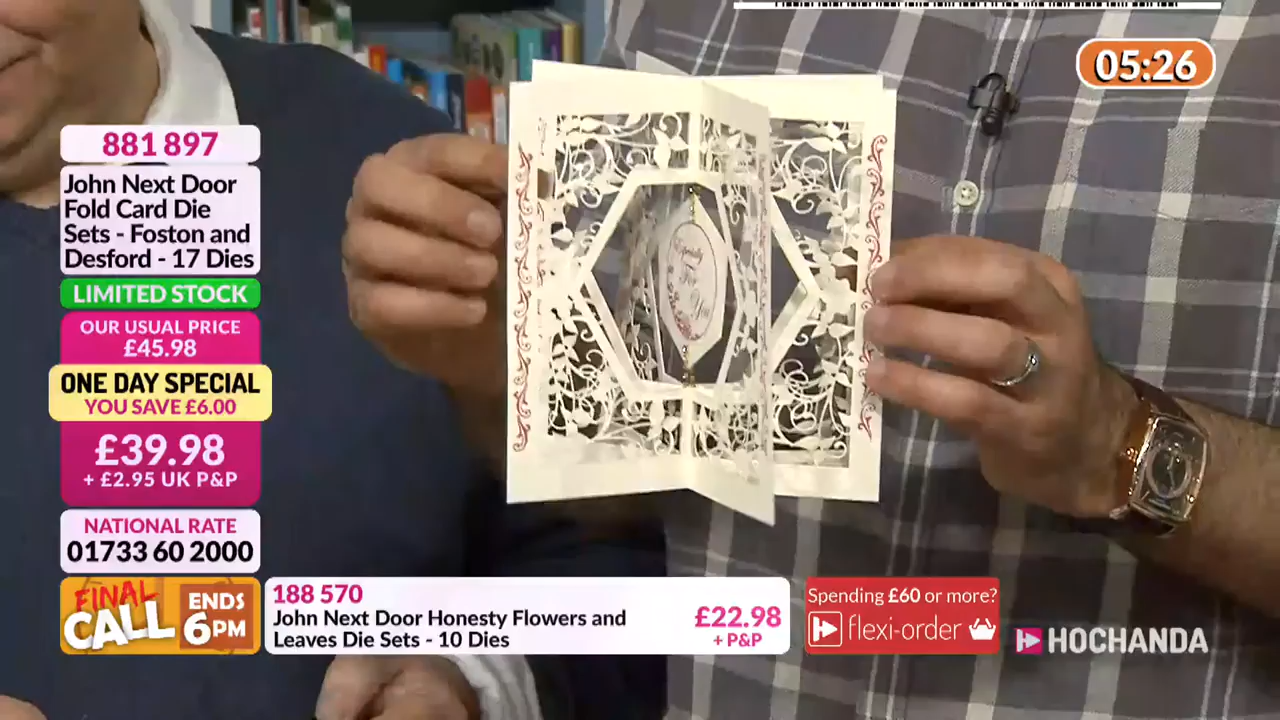 05:26
881 897
John Next Door
Fold Card Die
Sets - Foston and
Desford - 17 Dies
LIMITED STOCK
OUR USUAL PRICE
£45.98
ONE DAY SPECIAL
YOU SAVE £6.00
£39.98
+ £2.95 UK P&P
NATIONAL RATE
01733 60 2000
FINAL
CALL
ENDS
6PM
188 570
John Next Door Honesty Flowers and
Leaves Die Sets - 10 Dies
£22.98
+ P&P
Spending £60 or more?
flexi-order
HOCHANDA